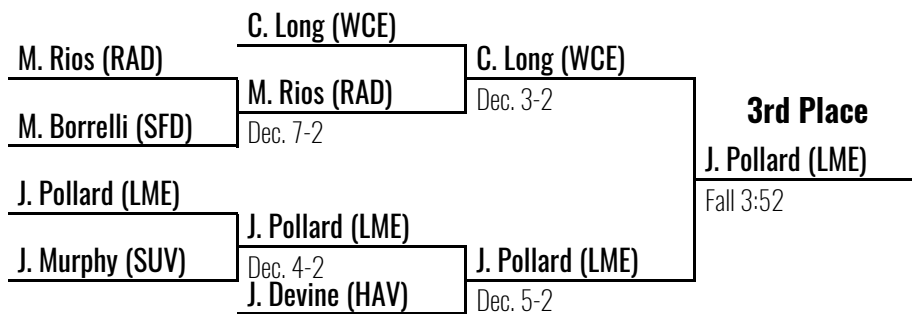 C. Long (WCE)
M. Rios (RAD)
C. Long (WCE)
M. Rios (RAD)
Dec. 3-2
3rd Place
M. Borrelli (SFD)
Dec. 7-2
J. Pollard (LME)
J. Pollard (LME)
Fall 3:52
J. Pollard (LME)
J. Murphy (SUV)
Dec. 4-2
J. Pollard (LME)
J. Devine (HAV)
Dec. 5-2